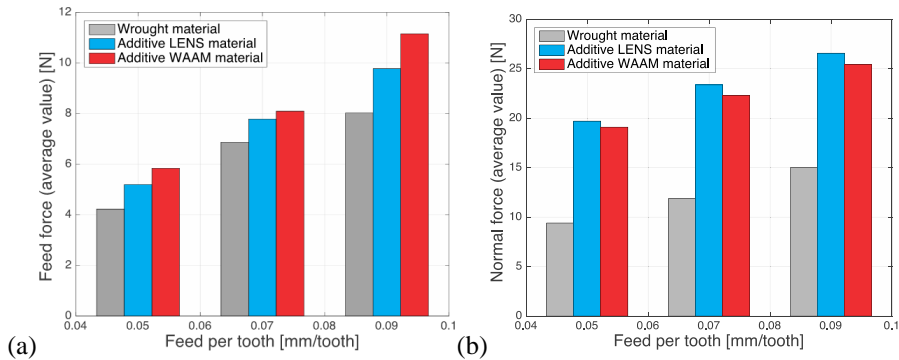 12
10
8
6
4
2
0
Feed force (average value) [N]
Wrought material
Additive LENS material
Additive WAAM material
0.04
0.05
0.06
0.07
0.08
0.09
0.1
Feed per tooth [mm/tooth]
(a)
30
25
20
15
10
5
0
Normal force (average value) [N]
Wrought material
Additive LENS material
Additive WAAM material
0.04
0.05
0.06
0.07
0.08
0.09
0.1
Feed per tooth [mm/tooth]
(b)